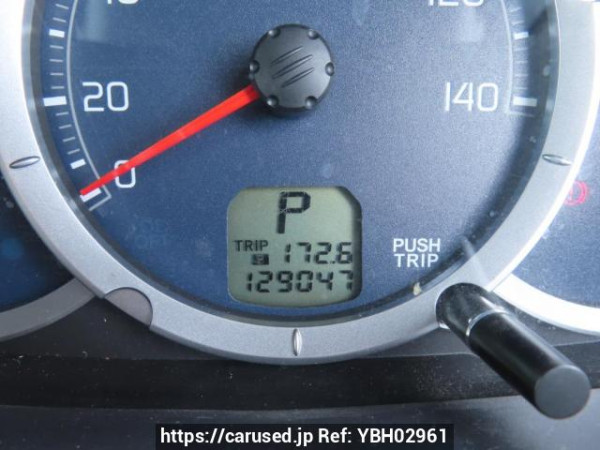 20
140
0
P
TRIP 172.6
129047
PUSH
TRIP
https://carused.jp Ref: YBH02961